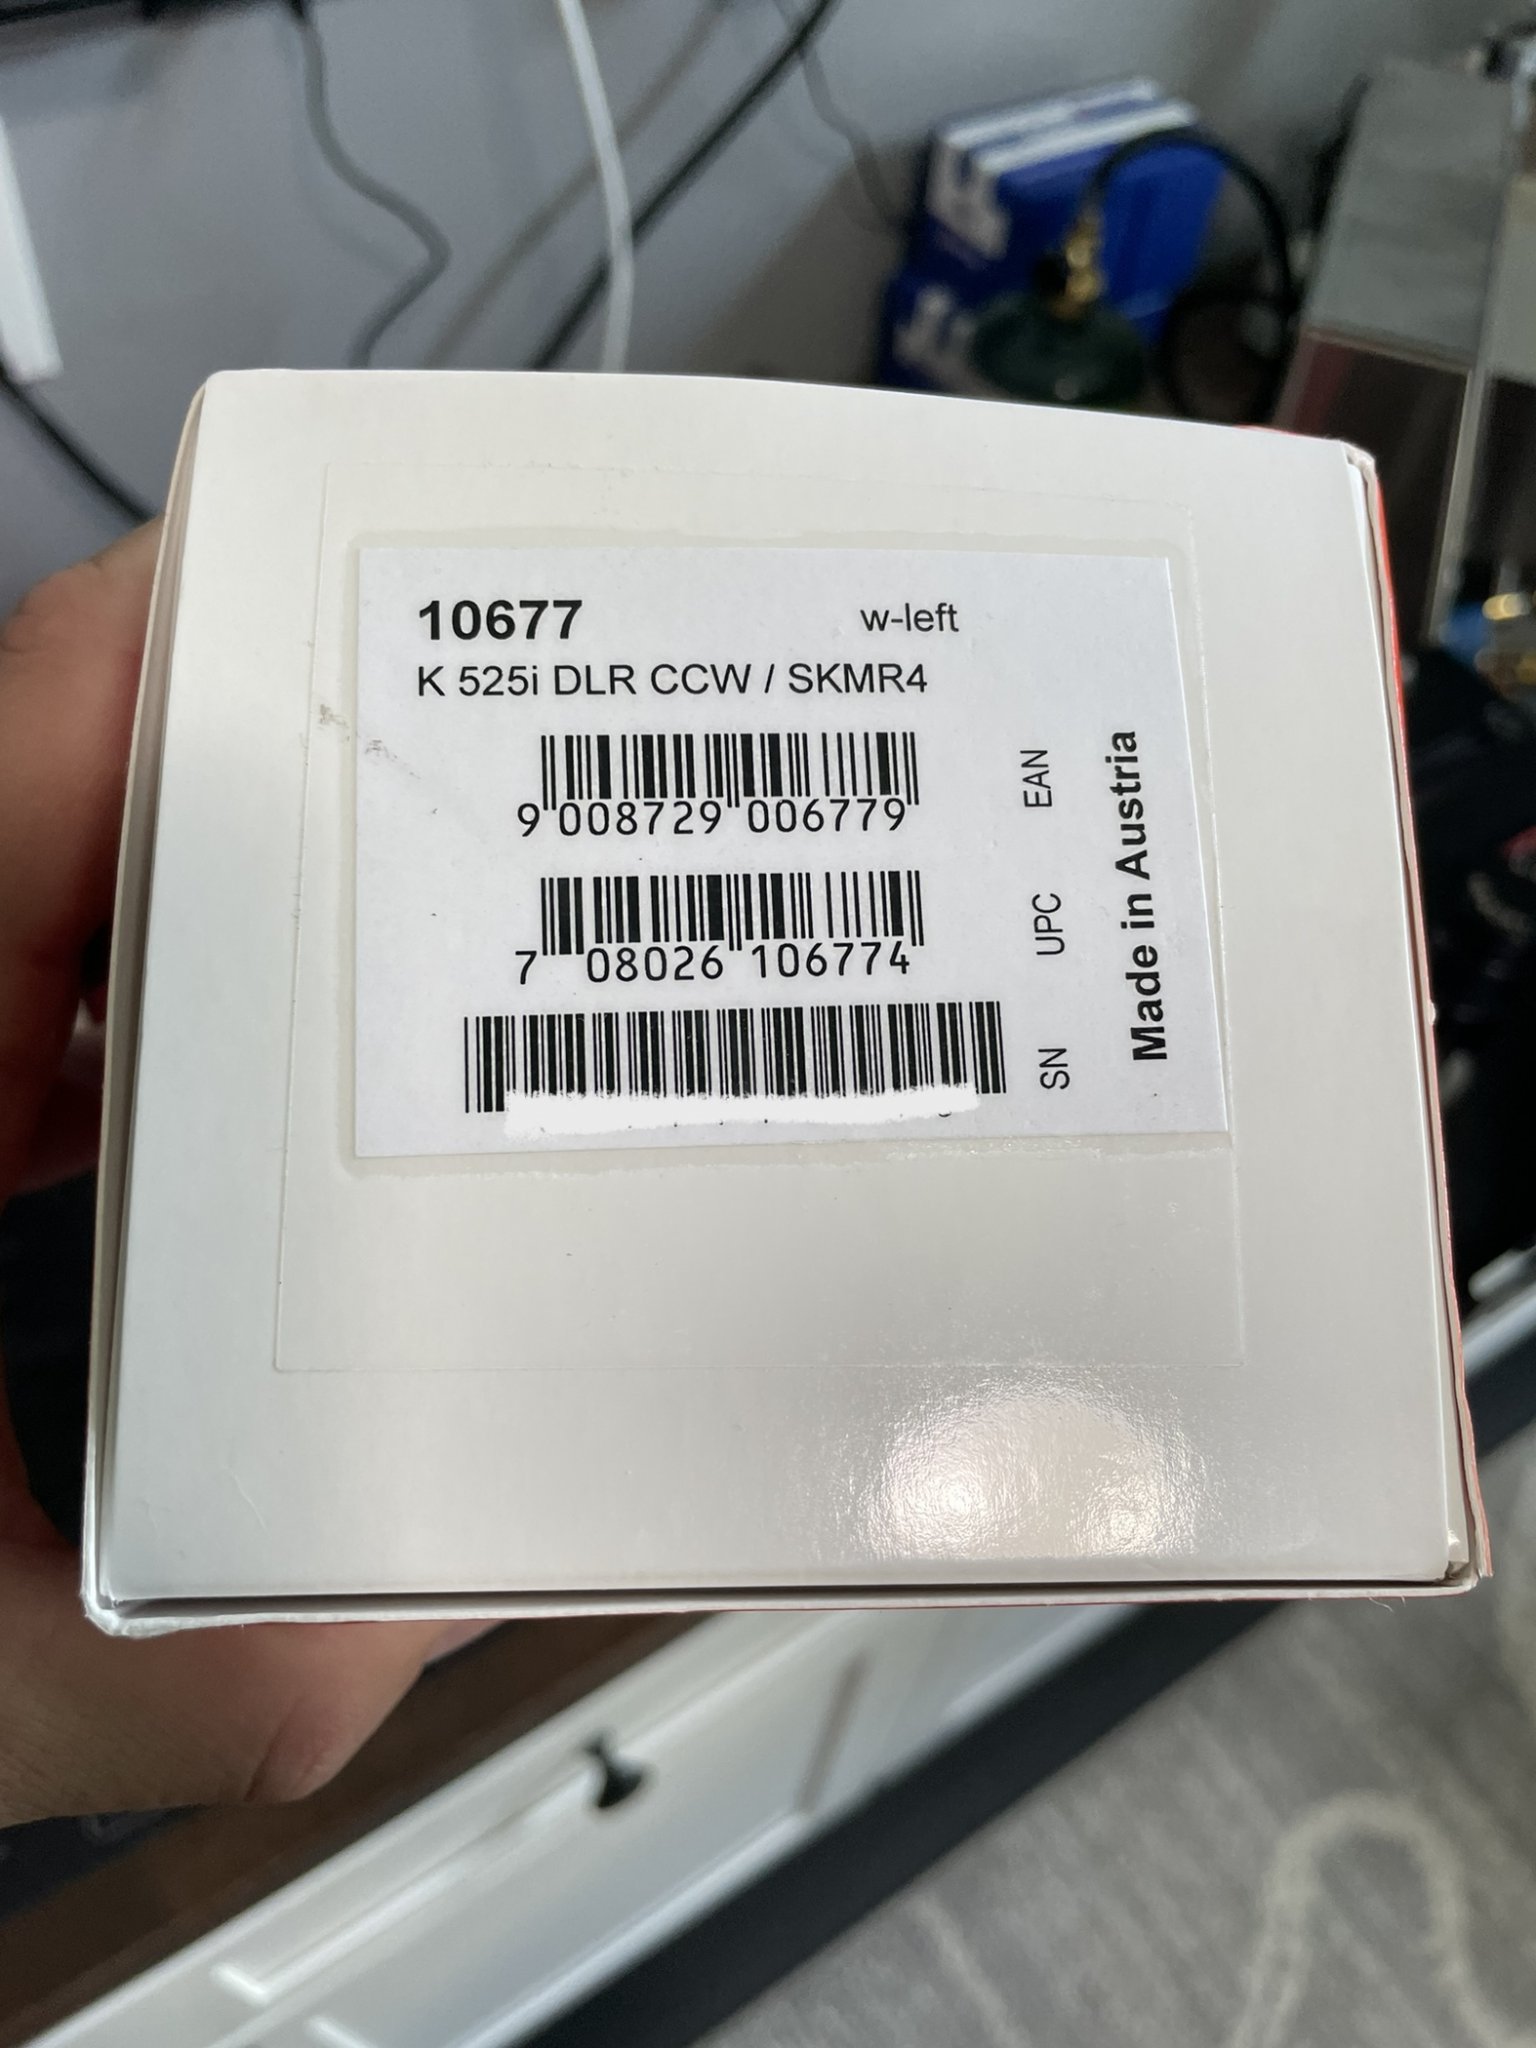 10677 w-left
K 525i DLR CCW / SKMR4
9 008729 006779 EAN
7 08026 106774 UPC
SN
Made in Austria